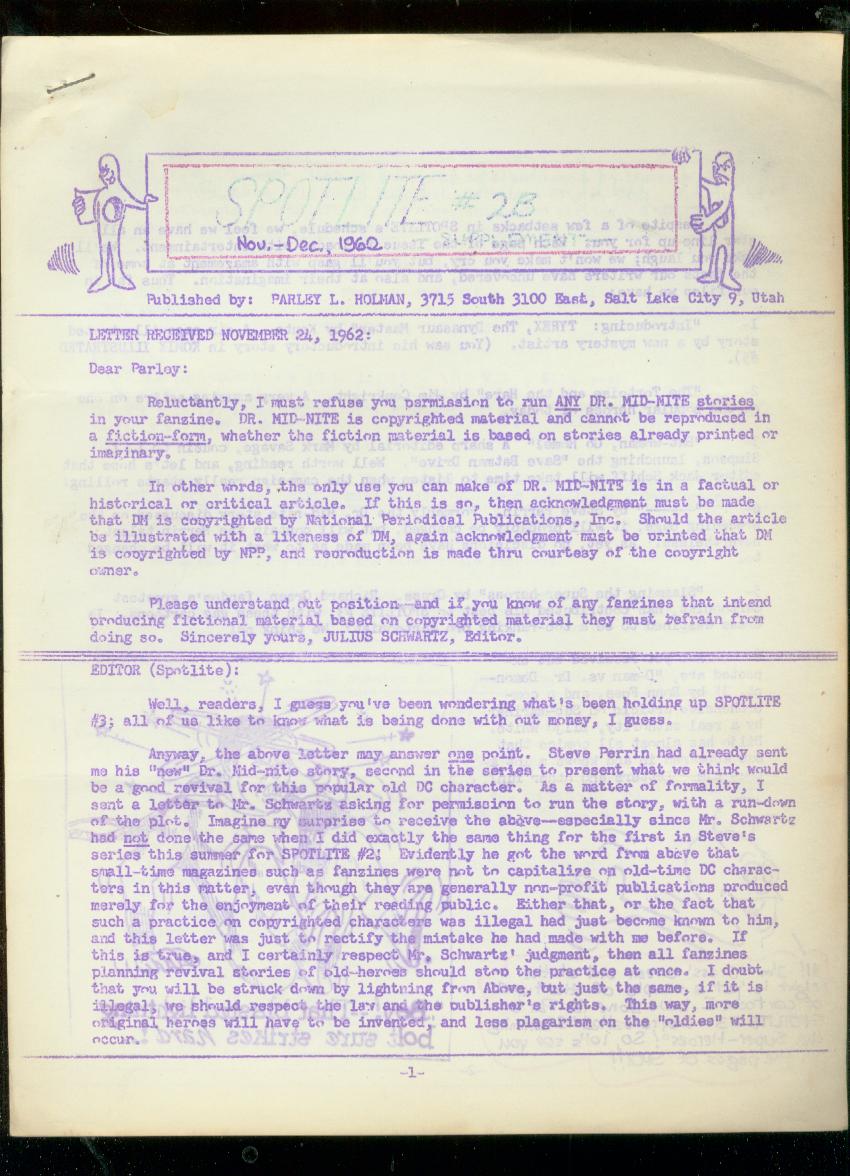 SPOTLITE #2B
Nov.-Dec., 1962
Published by: PARLEY L. HOLMAN, 3715 South 3100 East, Salt Lake City 9, Utah
LETTER RECEIVED NOVEMBER 24, 1962:
Dear Parley:
Reluctantly, I must refuse you permission to run ANY DR. MID-NITE stories
in your fanzine. DR. MID-NITE is copyrighted material and cannot be reproduced in
a fiction-form, whether the fiction material is based on stories already printed or
imaginary.
In other words, the only use you can make of DR. MID-NITE is in a factual or
historical or critical article. If this is so, then acknowledgment must be made
that DM is copyrighted by National Periodical Publications, Inc. Should the article
be illustrated with a likeness of DM, again acknowledgment must be printed that DM
is copyrighted by NPP, and reproduction is made thru courtesy of the copyright
owner.
Please understand out position--and if you know of any fanzines that intend
producing fictional material based on copyrighted material they must refrain from
doing so. Sincerely yours, JULIUS SCHWARTZ, Editor.
EDITOR (Spotlite):
Well, readers, I guess you've been wondering what's been holding up SPOTLITE
#3; all of us like to know what is being done with out money, I guess.
Anyway, the above letter may answer one point. Steve Perrin had already sent
me his "new" Dr. Mid-nite story, second in the series to present what we think would
be a good revival for this popular old DC character. As a matter of formality, I
sent a letter to Mr. Schwartz asking for permission to run the story, with a run-down
of the plot. Imagine my surprise to receive the above--especially since Mr. Schwartz
had not done the same when I did exactly the same thing for the first in Steve's
series this summer for SPOTLITE #2! Evidently he got the word from above that
small-time magazines such as fanzines were not to capitalize on old-time DC charac-
ters in this matter, even though they are generally non-profit publications produced
merely for the enjoyment of their reading public. Either that, or the fact that
such a practice on copyrighted characters was illegal had just become known to him,
and this letter was just to rectify the mistake he had made with me before. If
this is true, and I certainly respect Mr. Schwartz' judgment, then all fanzines
planning revival stories of old-heroes should stop the practice at once. I doubt
that you will be struck down by lightning from Above, but just the same, if it is
illegal, we should respect the law and the publisher's rights. This way, more
original heroes will have to be invented, and less plagarism on the "oldies" will
occur.
-1-